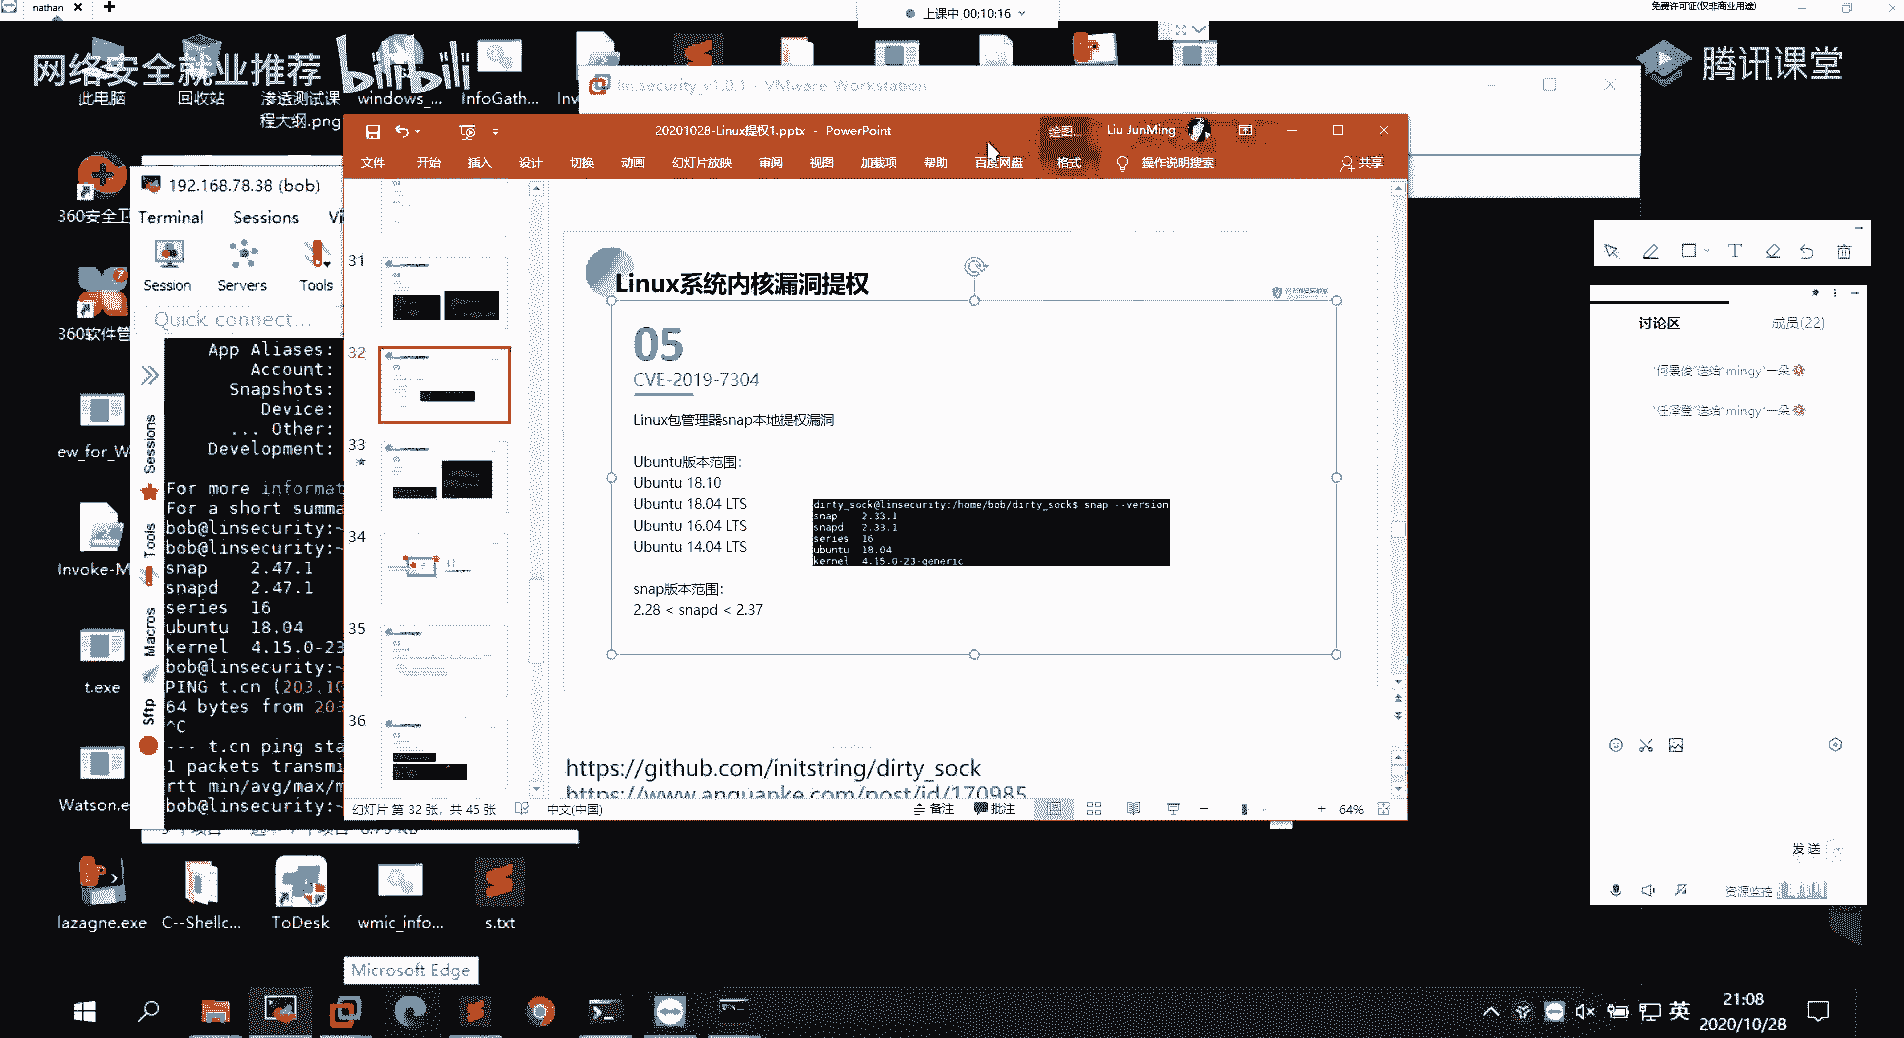 nathan
上课中 00:10:16
免费许可证(仅非商业用途)
网络安全就业推荐
bilibili
腾讯课堂
此电脑
回收站
渗透测试课
程大纲.png
windows_...
InfoGath...
Inv
lin.security_v1.0.1 - VMware Workstation
20201028-Linux提权1.pptx - PowerPoint
绘图...
Liu JunMing
文件
开始
插入
设计
切换
动画
幻灯片放映
审阅
视图
加载项
帮助
百度网盘
格式
操作说明搜索
共享
360安全卫
192.168.78.38 (bob)
Terminal
Sessions
Vi
Session
Servers
Tools
Quick connect...
360软件管
ew_for_W
Invoke-M
t.exe
Watson.e
Sessions
Tools
Macros
Sftp
App Aliases:
Account:
Snapshots:
Device:
... Other:
Development:
For more informat
For a short summa
bob@linsecurity:~
bob@linsecurity:~
snap 2.47.1
snapd 2.47.1
series 16
ubuntu 18.04
kernel 4.15.0-23
bob@linsecurity:~
PING t.cn (203.10
64 bytes from 203
^C
--- t.cn ping sta
1 packets transmi
rtt min/avg/max/m
bob@linsecurity:~
31
32
33
34
35
36
Linux系统内核漏洞提权
05
CVE-2019-7304
Linux包管理器snap本地提权漏洞
Ubuntu版本范围:
Ubuntu 18.10
Ubuntu 18.04 LTS
Ubuntu 16.04 LTS
Ubuntu 14.04 LTS
snap版本范围:
2.28 < snapd < 2.37
dirty_sock@linsecurity:/home/bob/dirty_sock$ snap --version
snap 2.33.1
snapd 2.33.1
series 16
ubuntu 18.04
kernel 4.15.0-23-generic
https://github.com/initstring/dirty_sock
https://www.anquanke.com/post/id/170985
幻灯片 第 32 张，共 45 张
中文(中国)
备注
批注
64%
讨论区
成员(22)
"何景俊"送给"mingy"一朵
"任泽登"送给"mingy"一朵
发送
资源监控
lazagne.exe
C--Shellc...
ToDesk
wmic_info...
s.txt
Microsoft Edge
英
21:08
2020/10/28